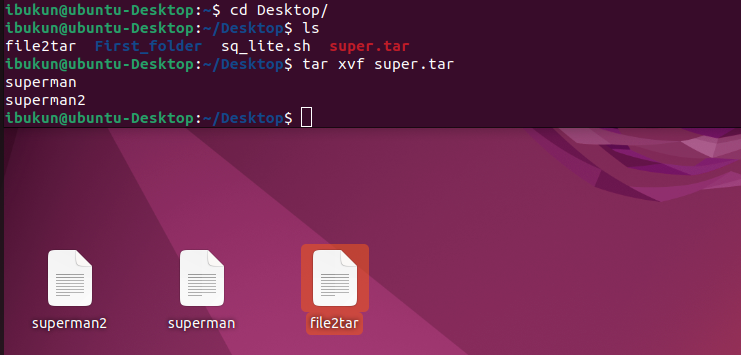 ibukun@ubuntu-Desktop:~$ cd Desktop/
ibukun@ubuntu-Desktop:~/Desktop$ ls
file2tar  First_folder  sq_lite.sh  super.tar
ibukun@ubuntu-Desktop:~/Desktop$ tar xvf super.tar
superman
superman2
ibukun@ubuntu-Desktop:~/Desktop$
superman2 superman file2tar